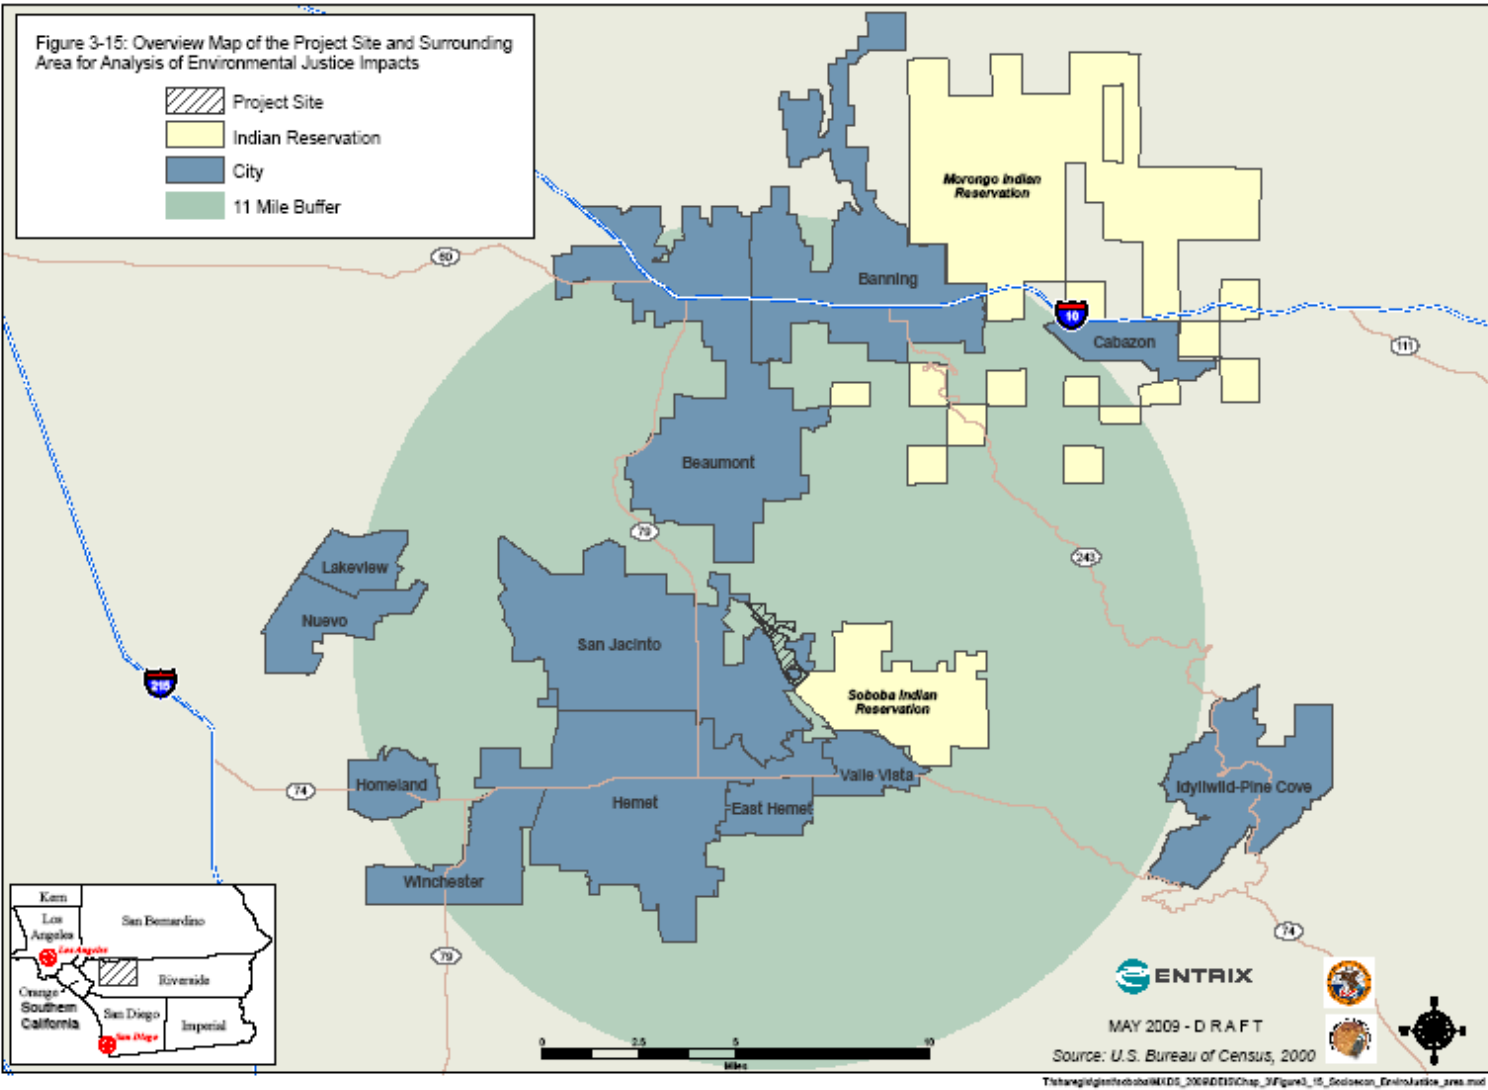 Figure 3-15: Overview Map of the Project Site and Surrounding
Area for Analysis of Environmental Justice Impacts
Project Site
Indian Reservation
City
11 Mile Buffer
Morongo Indian
Reservation
60
Banning
10
Cabazon
111
Beaumont
79
243
Lakeview
Nuevo
San Jacinto
215
Soboba Indian
Reservation
Homeland
74
Valle Vista
Idyllwild-Pine Cove
Hemet
East Hemet
Winchester
79
74
Kern
Los
Angeles
San Bernardino
Los Angeles
Riverside
Orange
Southern
California
San Diego
Imperial
San Diego
ENTRIX
MAY 2009 - D R A F T
Source: U.S. Bureau of Census, 2000
0 2.5 5 10
Miles